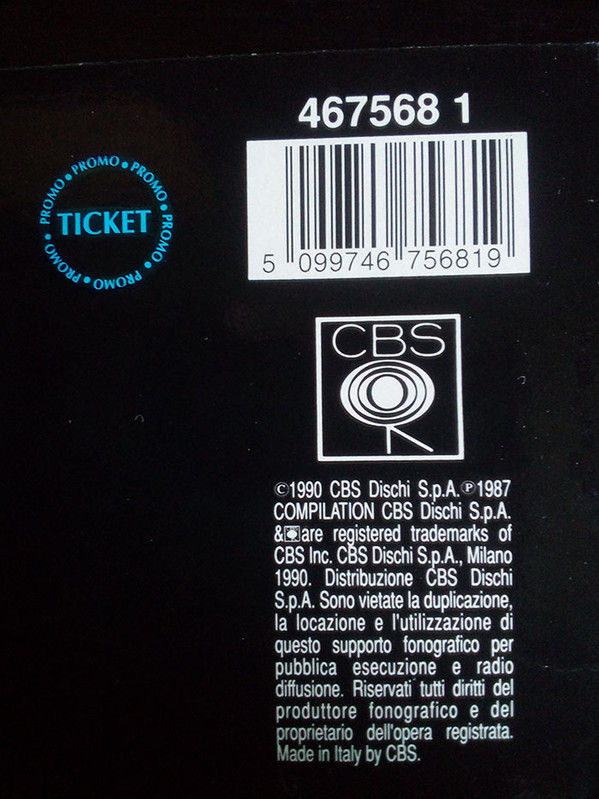 467568 1
PROMO • PROMO • PROMO • PROMO • PROMO • PROMO •
TICKET
5 099746 756819
CBS
©1990 CBS Dischi S.p.A.℗1987
COMPILATION CBS Dischi S.p.A.
& are registered trademarks of
CBS Inc. CBS Dischi S.p.A., Milano
1990. Distribuzione CBS Dischi
S.p.A. Sono vietate la duplicazione,
la locazione e l'utilizzazione di
questo supporto fonografico per
pubblica esecuzione e radio
diffusione. Riservati tutti diritti del
produttore fonografico e del
proprietario dell'opera registrata.
Made in Italy by CBS.